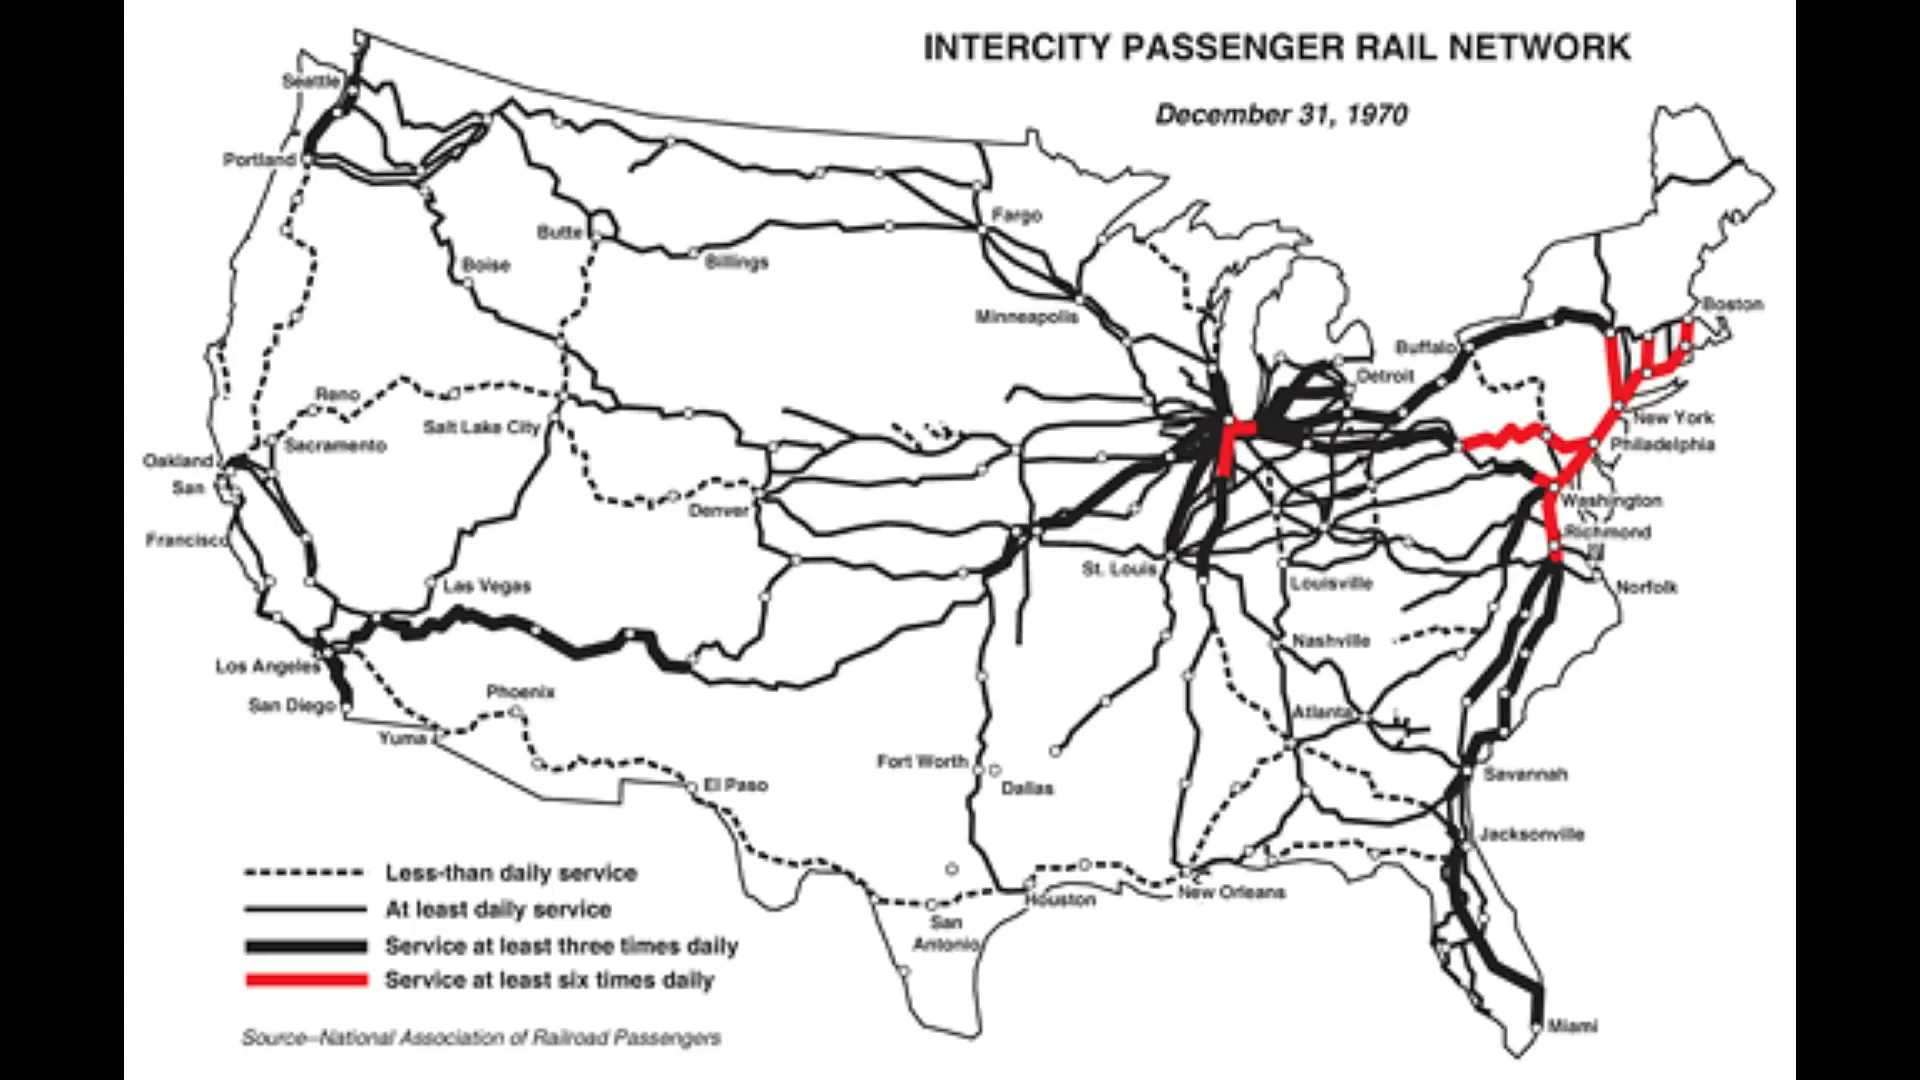 INTERCITY PASSENGER RAIL NETWORK
December 31, 1970
Seattle
Portland
Fargo
Butte
Billings
Boise
Minneapolis
Boston
Buffalo
Detroit
Reno
New York
Salt Lake City
Sacramento
Philadelphia
Oakland
San
Francisco
Denver
Washington
Richmond
St. Louis
Louisville
Las Vegas
Norfolk
Nashville
Los Angeles
Phoenix
San Diego
Atlanta
Yuma
Fort Worth
Dallas
El Paso
Savannah
Jacksonville
New Orleans
Houston
San
Antonio
Miami
Less-than daily service
At least daily service
Service at least three times daily
Service at least six times daily
Source–National Association of Railroad Passengers